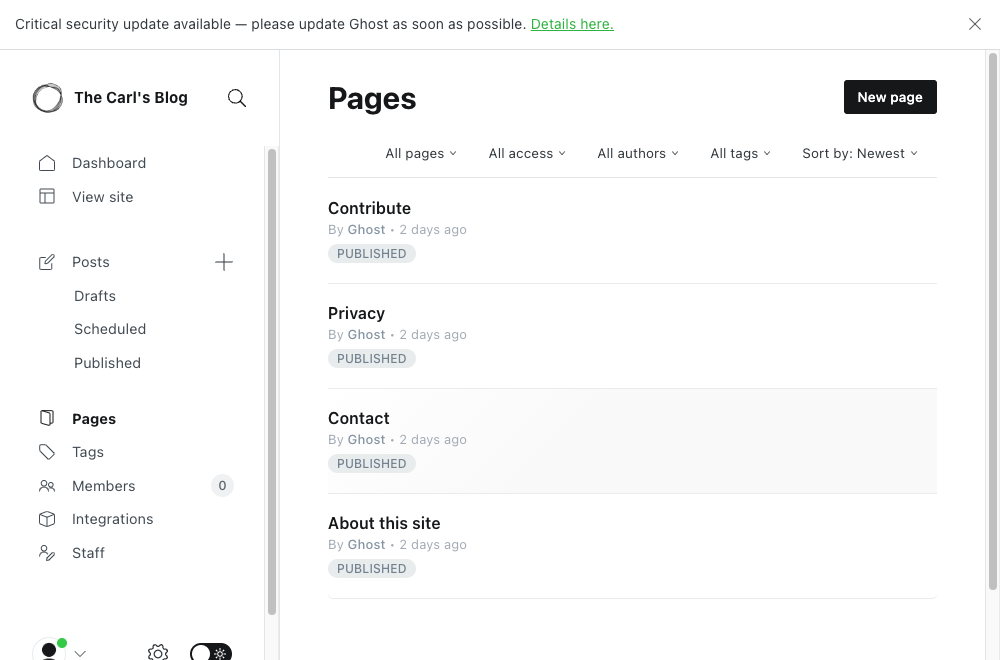 Critical security update available — please update Ghost as soon as possible. Details here.
The Carl's Blog
Dashboard
View site
Posts
Drafts
Scheduled
Published
Pages
Tags
Members 0
Integrations
Staff
Pages
New page
All pages All access All authors All tags Sort by: Newest
Contribute
By Ghost • 2 days ago
PUBLISHED
Privacy
By Ghost • 2 days ago
PUBLISHED
Contact
By Ghost • 2 days ago
PUBLISHED
About this site
By Ghost • 2 days ago
PUBLISHED